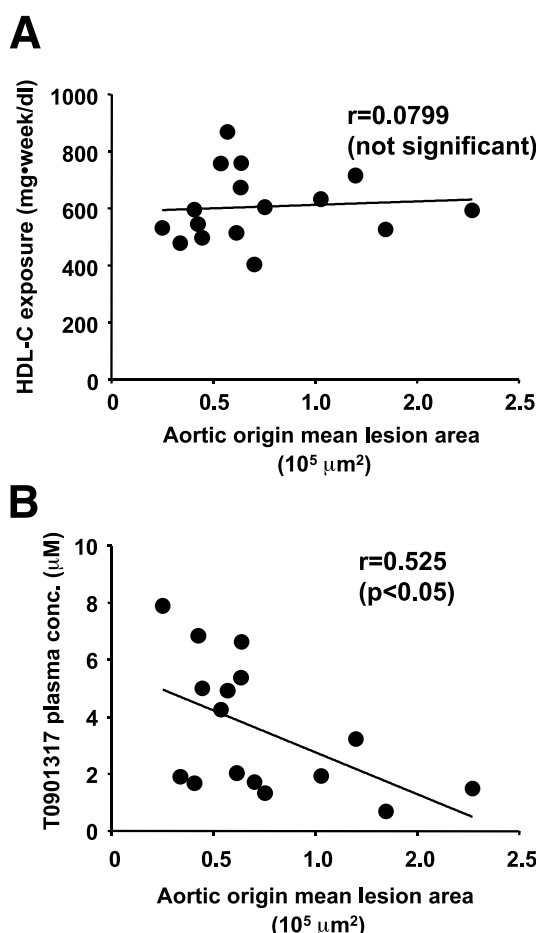 A
HDL-C exposure (mg•week/dl)
1000
800
600
400
200
0
r=0.0799
(not significant)
0 0.5 1.0 2.0 2.5
Aortic origin mean lesion area
(10⁵ μm²)
B
T0901317 plasma conc. (μM)
10
8
6
4
2
0
r=0.525
(p<0.05)
0 0.5 1.0 2.0 2.5
Aortic origin mean lesion area
(10⁵ μm²)